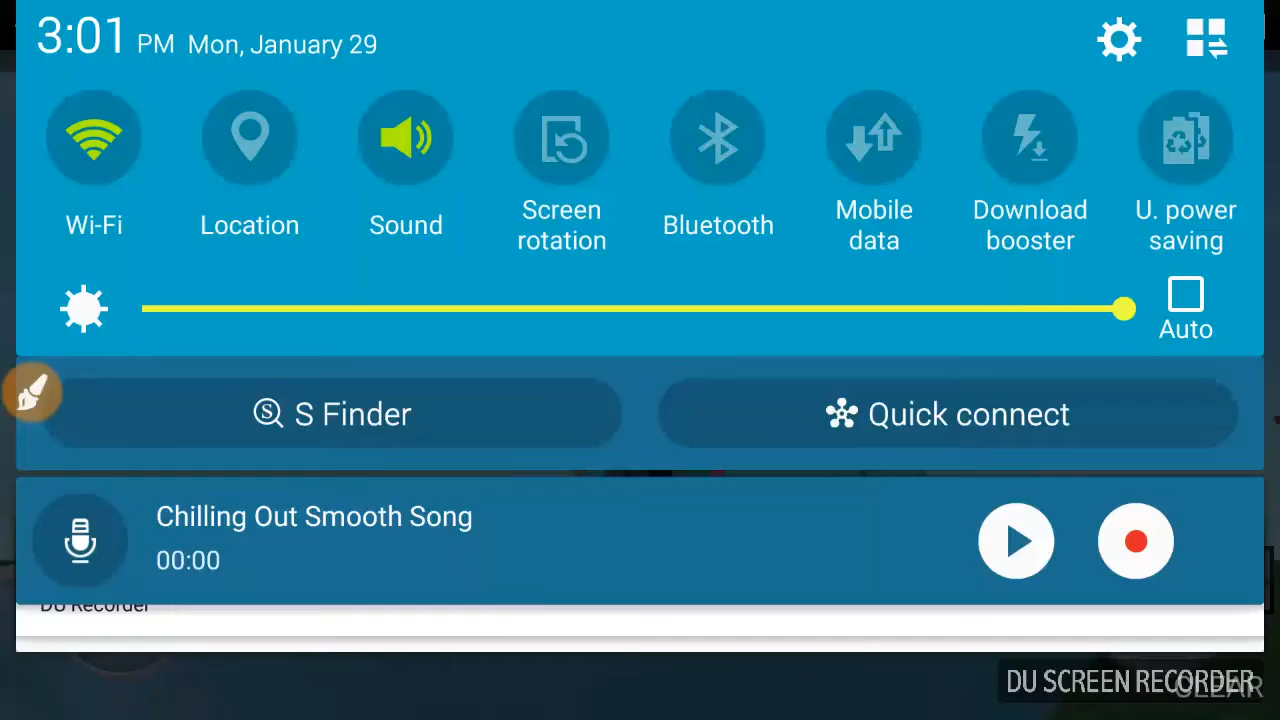 3:01 PM Mon, January 29
Wi-Fi
Location
Sound
Screen
rotation
Bluetooth
Mobile
data
Download
booster
U. power
saving
Auto
S Finder
Quick connect
Chilling Out Smooth Song
00:00
DU Recorder
DU SCREEN RECORDER
CLEAR